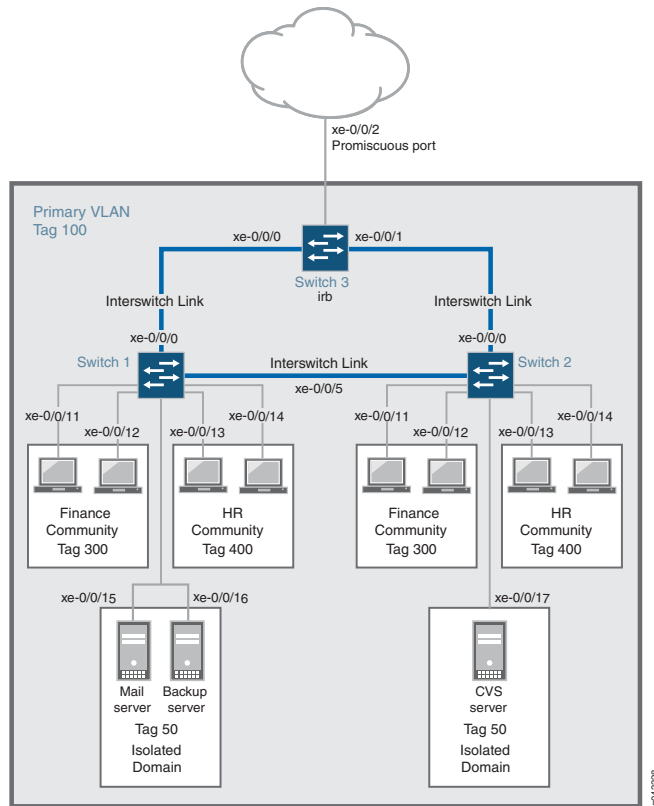 xe-0/0/2
Promiscuous port
Primary VLAN
Tag 100
xe-0/0/0
xe-0/0/1
Switch 3
irb
Interswitch Link
Interswitch Link
xe-0/0/0
xe-0/0/0
Switch 1
Interswitch Link
Switch 2
xe-0/0/5
xe-0/0/11
xe-0/0/14
xe-0/0/11
xe-0/0/14
xe-0/0/12
xe-0/0/13
xe-0/0/12
xe-0/0/13
Finance
Community
Tag 300
HR
Community
Tag 400
Finance
Community
Tag 300
HR
Community
Tag 400
xe-0/0/15
xe-0/0/16
xe-0/0/17
Mail
server
Backup
server
Tag 50
Isolated
Domain
CVS
server
Tag 50
Isolated
Domain